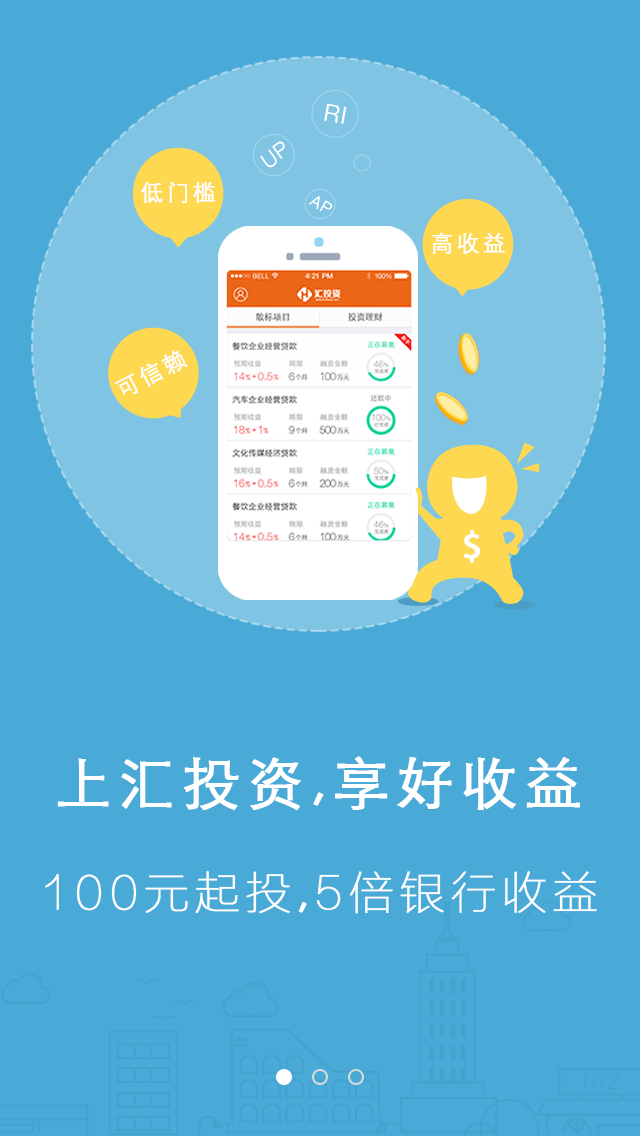 RI
UP
AP
低门槛
高收益
可信赖
BELL 4:21 PM 100%
汇投资
散标项目 投资理财
餐饮企业经营贷款 正在募集
预期收益 期限 融资金额 46%
14%+0.5% 6个月 100万元 完成度
汽车企业经营贷款 还款中
预期收益 期限 融资金额 100%
18%+1% 9个月 500万元
文化传媒经济贷款 正在募集
预期收益 期限 融资金额 50%
16%+0.5% 6个月 200万元 完成度
餐饮企业经营贷款 正在募集
预期收益 期限 融资金额 46%
14%+0.5% 6个月 100万元 完成度
$
上汇投资,享好收益
100元起投,5倍银行收益
HTZ